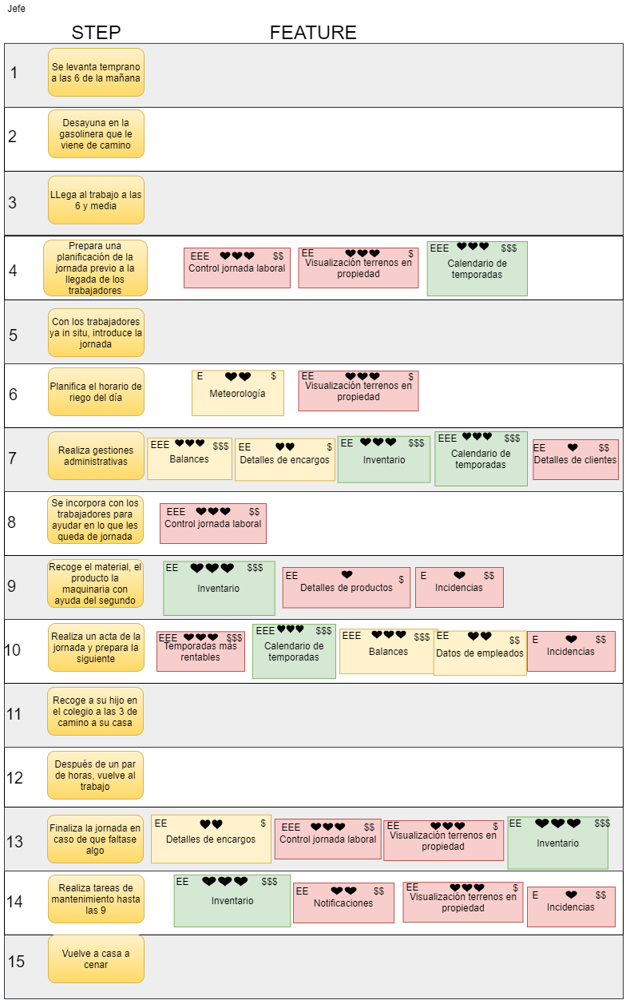 Jefe
STEP
FEATURE
1
Se levanta temprano
a las 6 de la mañana
2
Desayuna en la
gasolinera que le
viene de camino
3
LLega al trabajo a las
6 y media
4
Prepara una
planificación de la
jornada previo a la
llegada de los
trabajadores
EEE ♥♥♥ $$
Control jornada laboral
EE ♥♥♥ $
Visualización terrenos en
propiedad
EEE ♥♥♥ $$$
Calendario de
temporadas
5
Con los trabajadores
ya in situ, introduce la
jornada
6
Planifica el horario de
riego del día
E ♥♥ $
Meteorología
EE ♥♥♥ $
Visualización terrenos en
propiedad
7
Realiza gestiones
administrativas
EEE ♥♥♥ $$$
Balances
EE ♥♥ $
Detalles de encargos
EE ♥♥♥ $$$
Inventario
EEE ♥♥♥ $$$
Calendario de
temporadas
EE ♥ $$
Detalles de clientes
8
Se incorpora con los
trabajadores para
ayudar en lo que les
queda de jornada
EEE ♥♥♥ $$
Control jornada laboral
9
Recoge el material, el
producto la
maquinaria con
ayuda del segundo
EE ♥♥♥ $$$
Inventario
EE ♥ $
Detalles de productos
E ♥ $$
Incidencias
10
Realiza un acta de la
jornada y prepara la
siguiente
EEE ♥♥♥ $$$
Temporadas más
rentables
EEE ♥♥♥ $$$
Calendario de
temporadas
EEE ♥♥♥ $$$
Balances
EE ♥♥ $$
Datos de empleados
E ♥ $$
Incidencias
11
Recoge a su hijo en
el colegio a las 3 de
camino a su casa
12
Después de un par
de horas, vuelve al
trabajo
13
Finaliza la jornada en
caso de que faltase
algo
EE ♥♥ $
Detalles de encargos
EEE ♥♥♥ $$
Control jornada laboral
EE ♥♥♥ $
Visualización terrenos en
propiedad
EE ♥♥♥ $$$
Inventario
14
Realiza tareas de
mantenimiento hasta
las 9
EE ♥♥♥ $$$
Inventario
EE ♥♥ $$
Notificaciones
EE ♥♥♥ $
Visualización terrenos en
propiedad
E ♥ $$
Incidencias
15
Vuelve a casa a
cenar